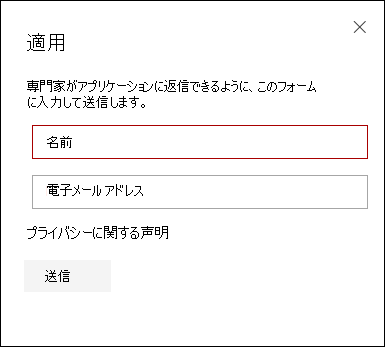 適用
専門家がアプリケーションに返信できるように、このフォーム
に入力して送信します。
名前
電子メール アドレス
プライバシーに関する声明
送信